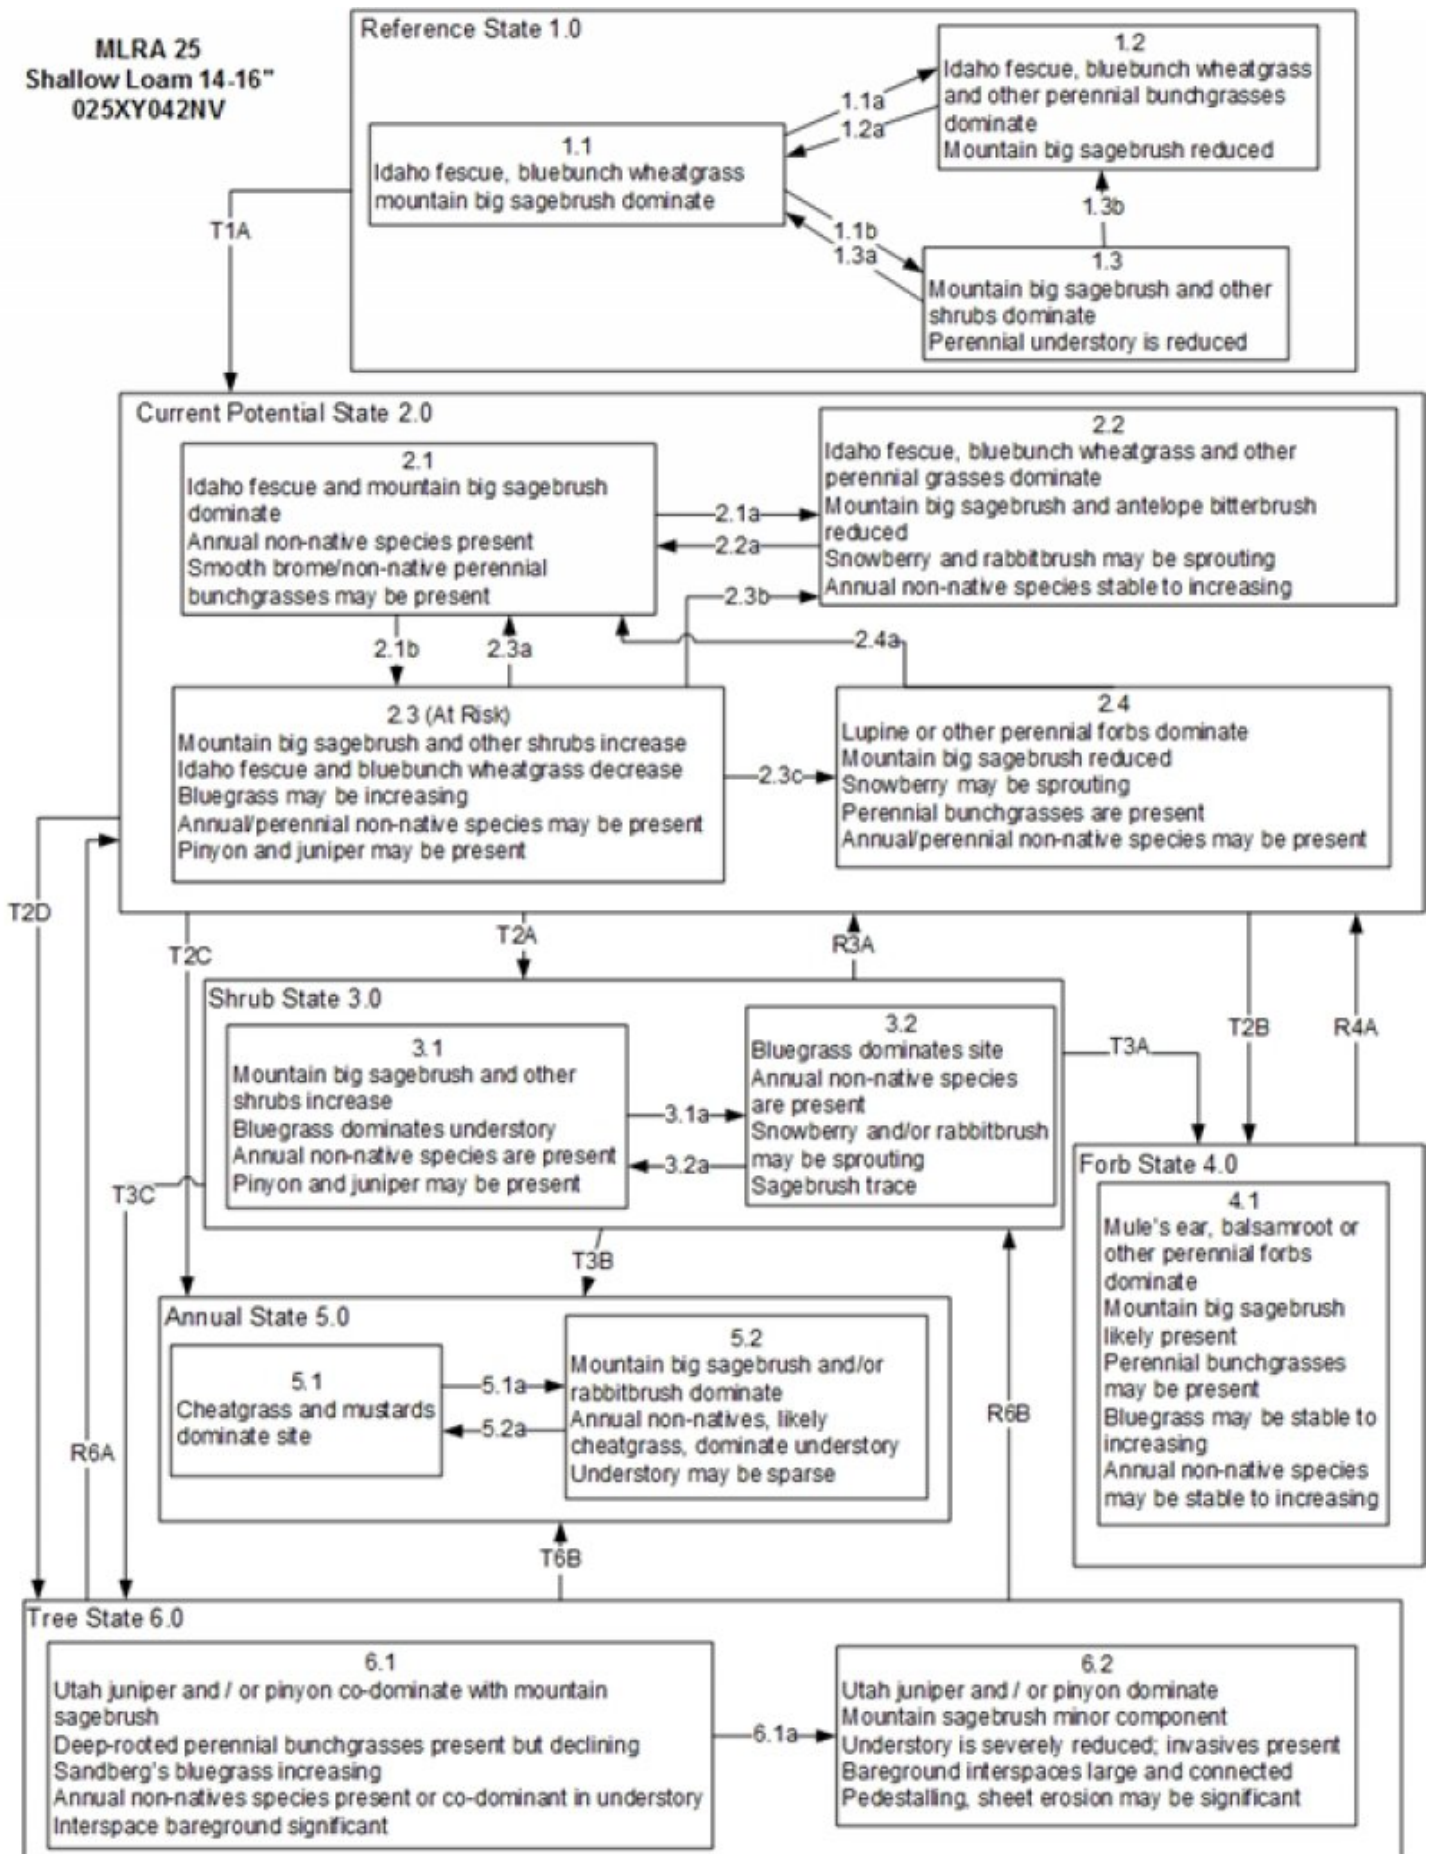 MLRA 25
Shallow Loam 14-16"
025XY042NV
Reference State 1.0
1.1
Idaho fescue, bluebunch wheatgrass
mountain big sagebrush dominate
1.1a
1.2a
1.2
Idaho fescue, bluebunch wheatgrass
and other perennial bunchgrasses
dominate
Mountain big sagebrush reduced
1.3b
1.1b
1.3a
1.3
Mountain big sagebrush and other
shrubs dominate
Perennial understory is reduced
T1A
Current Potential State 2.0
2.1
Idaho fescue and mountain big sagebrush
dominate
Annual non-native species present
Smooth brome/non-native perennial
bunchgrasses may be present
2.1a
2.2a
2.3b
2.2
Idaho fescue, bluebunch wheatgrass and other
perennial grasses dominate
Mountain big sagebrush and antelope bitterbrush
reduced
Snowberry and rabbitbrush may be sprouting
Annual non-native species stable to increasing
2.1b
2.3a
2.4a
2.3 (At Risk)
Mountain big sagebrush and other shrubs increase
Idaho fescue and bluebunch wheatgrass decrease
Bluegrass may be increasing
Annual/perennial non-native species may be present
Pinyon and juniper may be present
2.3c
2.4
Lupine or other perennial forbs dominate
Mountain big sagebrush reduced
Snowberry may be sprouting
Perennial bunchgrasses are present
Annual/perennial non-native species may be present
T2D
T2C
T2A
R3A
T2B
R4A
Shrub State 3.0
3.1
Mountain big sagebrush and other
shrubs increase
Bluegrass dominates understory
Annual non-native species are present
Pinyon and juniper may be present
3.1a
3.2a
3.2
Bluegrass dominates site
Annual non-native species
are present
Snowberry and/or rabbitbrush
may be sprouting
Sagebrush trace
T3A
T3C
T3B
Forb State 4.0
4.1
Mule's ear, balsamroot or
other perennial forbs
dominate
Mountain big sagebrush
likely present
Perennial bunchgrasses
may be present
Bluegrass may be stable to
increasing
Annual non-native species
may be stable to increasing
Annual State 5.0
5.1
Cheatgrass and mustards
dominate site
5.1a
5.2a
5.2
Mountain big sagebrush and/or
rabbitbrush dominate
Annual non-natives, likely
cheatgrass, dominate understory
Understory may be sparse
R6A
R6B
T6B
Tree State 6.0
6.1
Utah juniper and / or pinyon co-dominate with mountain
sagebrush
Deep-rooted perennial bunchgrasses present but declining
Sandberg's bluegrass increasing
Annual non-natives species present or co-dominant in understory
Interspace bareground significant
6.1a
6.2
Utah juniper and / or pinyon dominate
Mountain sagebrush minor component
Understory is severely reduced; invasives present
Bareground interspaces large and connected
Pedestalling, sheet erosion may be significant